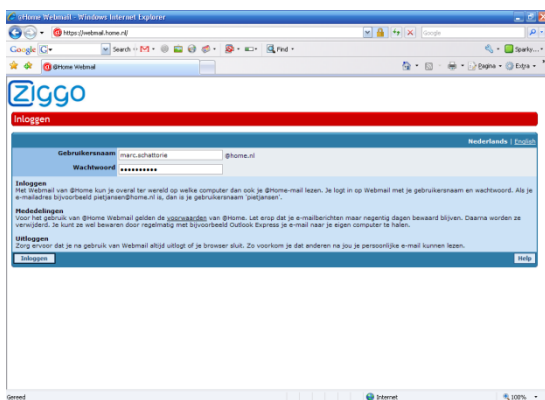 @Home Webmail - Windows Internet Explorer
https://webmail.home.nl/
Google
Google
Search
Find
Sparky...
@Home Webmail
Pagina
Extra
Ziggo
Inloggen
Nederlands | English
Gebruikersnaam marc.schattorie @home.nl
Wachtwoord ••••••••••
Inloggen
Met Webmail van @Home kun je overal ter wereld op welke computer dan ook je @Home-mail lezen. Je logt in op Webmail met je gebruikersnaam en wachtwoord. Als je
e-mailadres bijvoorbeeld pietjansen@home.nl is, dan is je gebruikersnaam 'pietjansen'.
Mededelingen
Voor het gebruik van @Home Webmail gelden de voorwaarden van @Home. Let erop dat je e-mailberichten maar negentig dagen bewaard blijven. Daarna worden ze
verwijderd. Je kunt ze wel bewaren door regelmatig met bijvoorbeeld Outlook Express je e-mail naar je eigen computer te halen.
Uitloggen
Zorg ervoor dat je na gebruik van Webmail altijd uitlogt of je browser sluit. Zo voorkom je dat anderen na jou je persoonlijke e-mail kunnen lezen.
Inloggen Help
Gereed Internet 100%